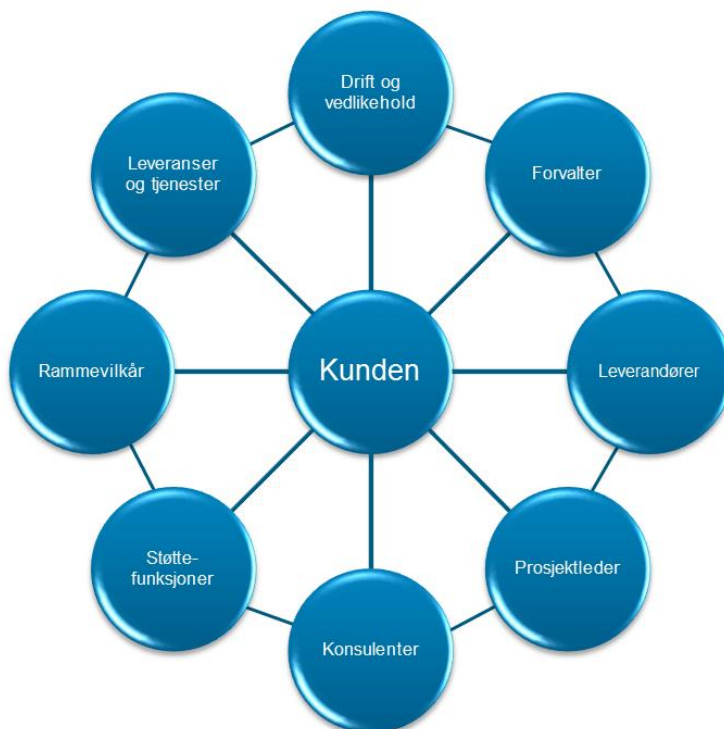 Drift og
vedlikehold
Forvalter
Leverandører
Prosjektleder
Konsulenter
Støtte-
funksjoner
Rammevilkår
Leveranser
og tjenester
Kunden